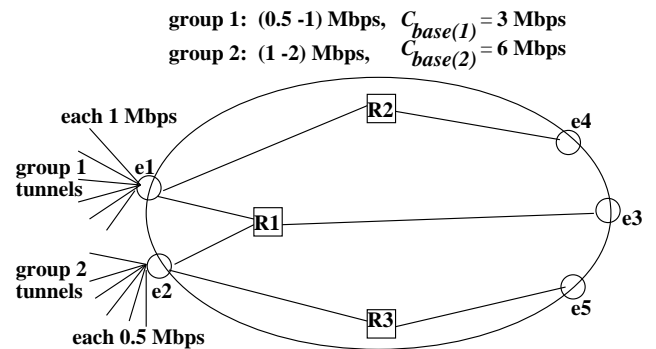 group 1: (0.5 -1) Mbps, C_base(1) = 3 Mbps
group 2: (1 -2) Mbps, C_base(2) = 6 Mbps
each 1 Mbps
R2
e4
group 1
tunnels
e1
R1
e3
group 2
tunnels
e2
R3
e5
each 0.5 Mbps